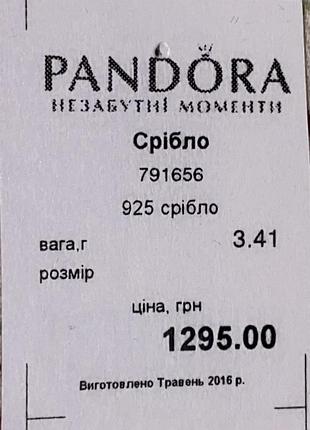 PANDORA
НЕЗАБУТНІ МОМЕНТИ
Срібло
791656
925 срібло
вага,г 3.41
розмір
ціна, грн
1295.00
Виготовлено Травень 2016 р.